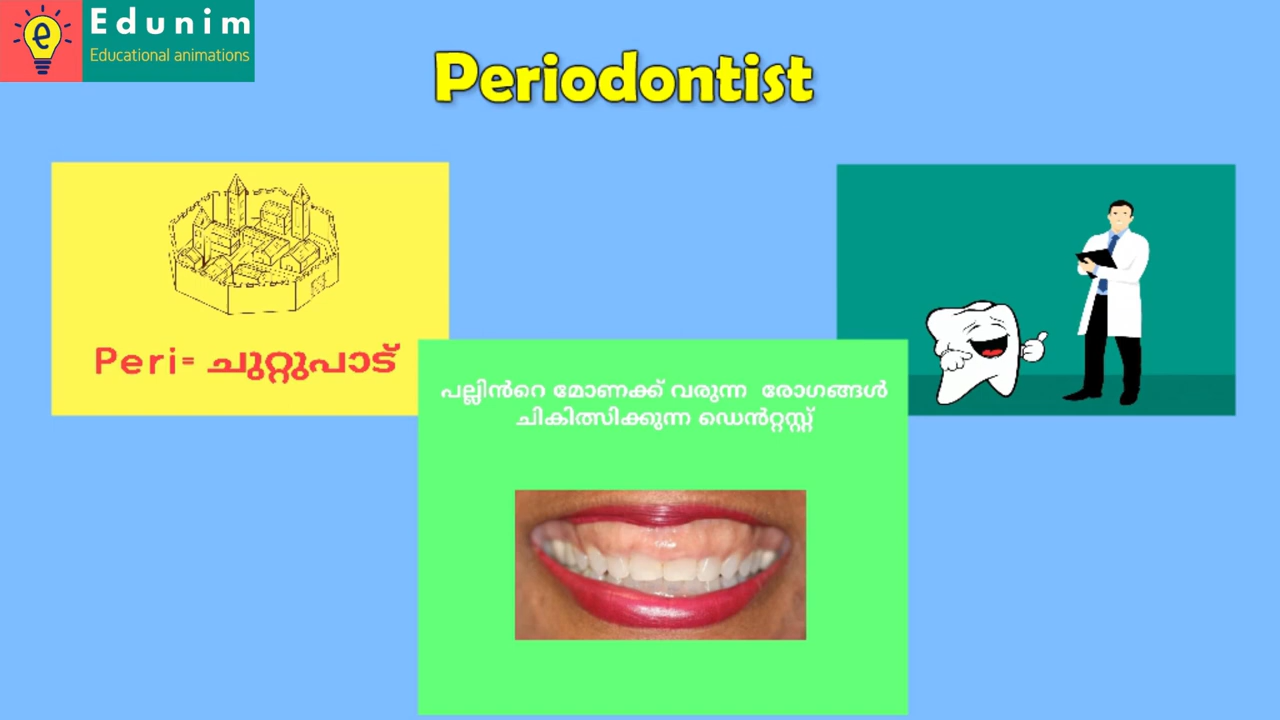 e
Edunim
Educational animations
Periodontist
Peri= ചുറ്റുപാട്
പല്ലിൻറെ മോണക്ക് വരുന്ന രോഗങ്ങൾ
ചികിത്സിക്കുന്ന ഡെൻറ്റസ്റ്റ്